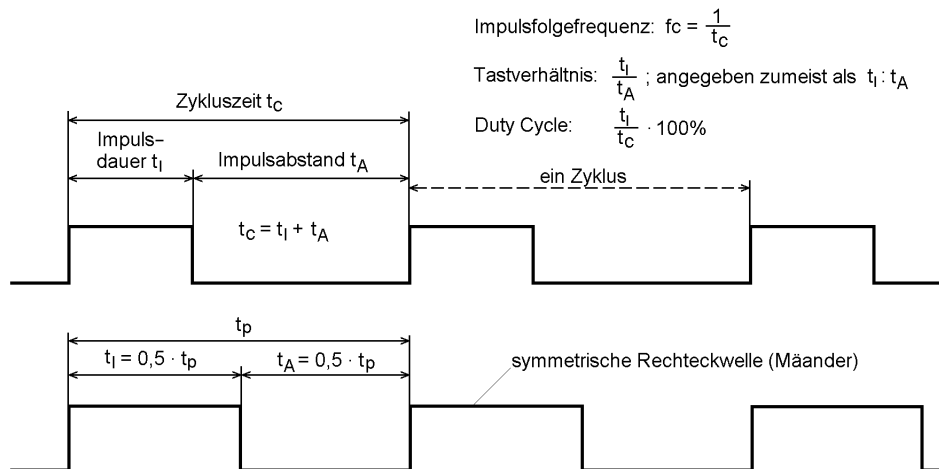 Impulsfolgefrequenz: fc = 1/tC
Tastverhältnis: tI/tA ; angegeben zumeist als tI : tA
Duty Cycle: tI/tC · 100%
Zykluszeit tC
Impuls–
dauer tI
Impulsabstand tA
ein Zyklus
tC = tI + tA
tp
tI = 0,5 · tp
tA = 0,5 · tp
symmetrische Rechteckwelle (Mäander)